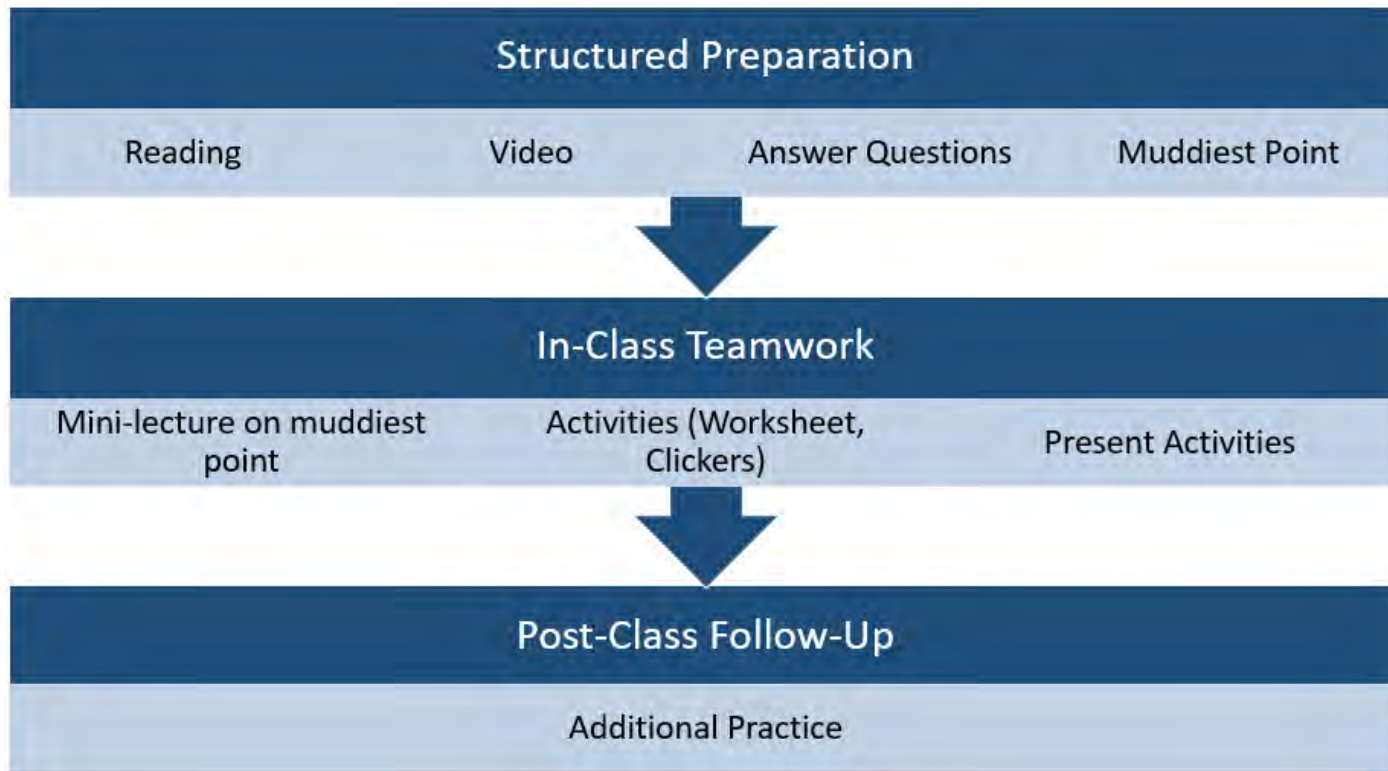 Structured Preparation
Reading Video Answer Questions Muddiest Point
In-Class Teamwork
Mini-lecture on muddiest
point
Activities (Worksheet,
Clickers)
Present Activities
Post-Class Follow-Up
Additional Practice